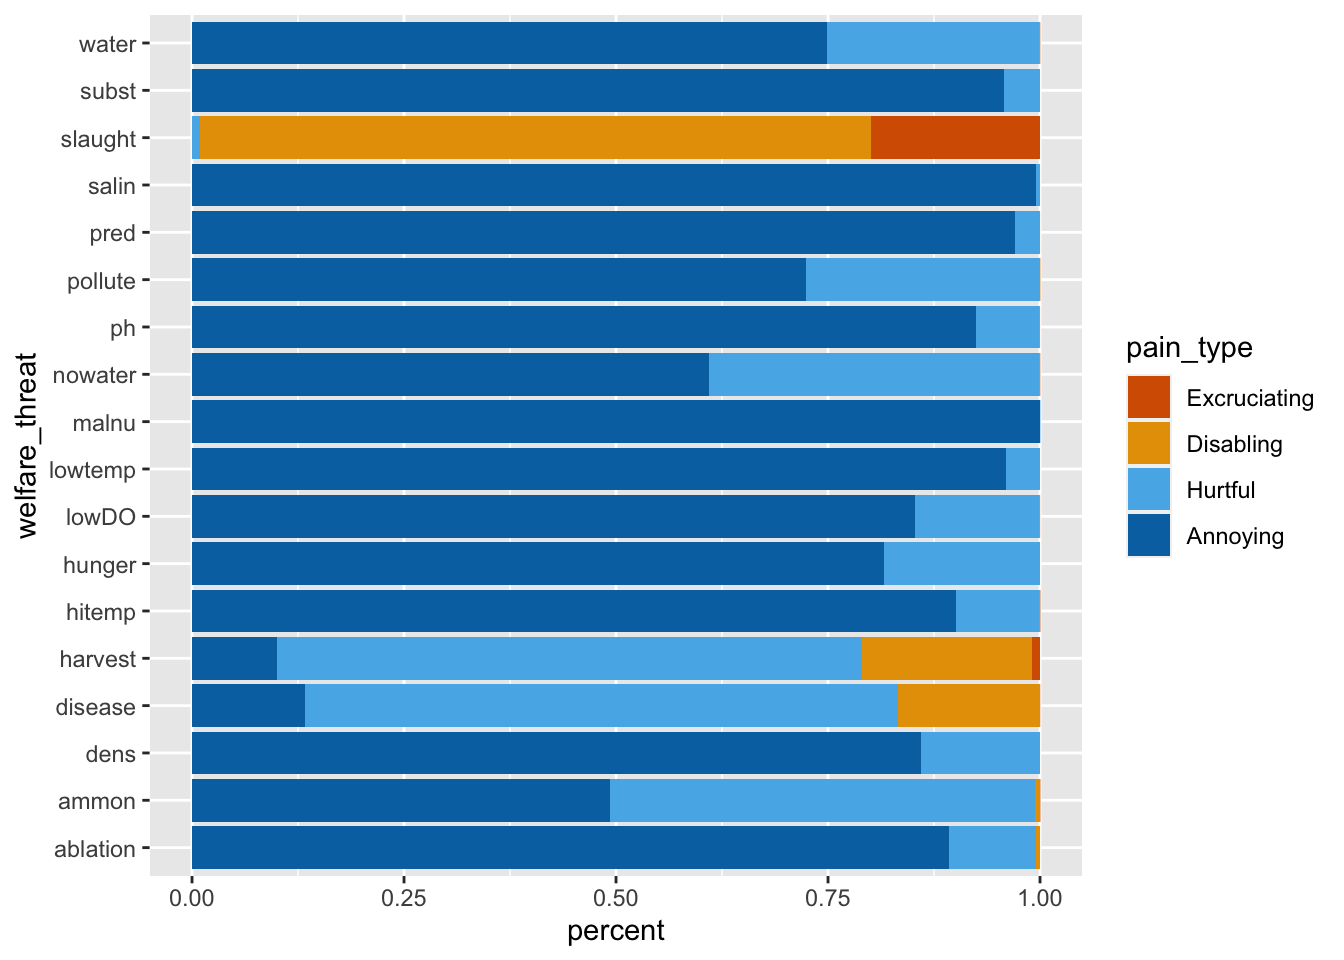 water
subst
slaught
salin
pred
pollute
ph
nowater
malnu
lowtemp
lowDO
hunger
hitemp
harvest
disease
dens
ammon
ablation
welfare_threat
0.00 0.25 0.50 0.75 1.00
percent
pain_type
Excruciating
Disabling
Hurtful
Annoying